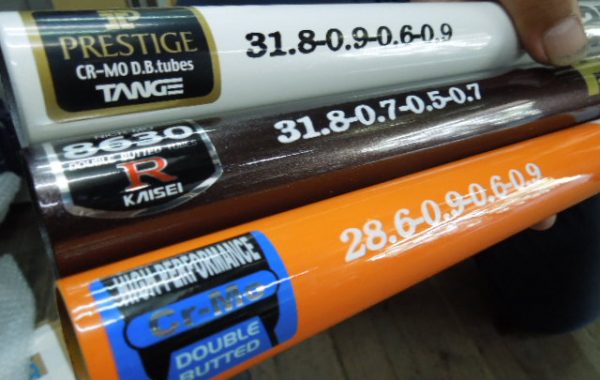 PRESTIGE
CR-MO D.B.tubes
TANGE
31.8-0.9-0.6-0.9
8630
DOUBLE BUTTED TUBES
R
KAISEI
31.8-0.7-0.5-0.7
HIGH PERFORMANCE
Cr-Mo
DOUBLE
BUTTED
28.6-0.9-0.6-0.9